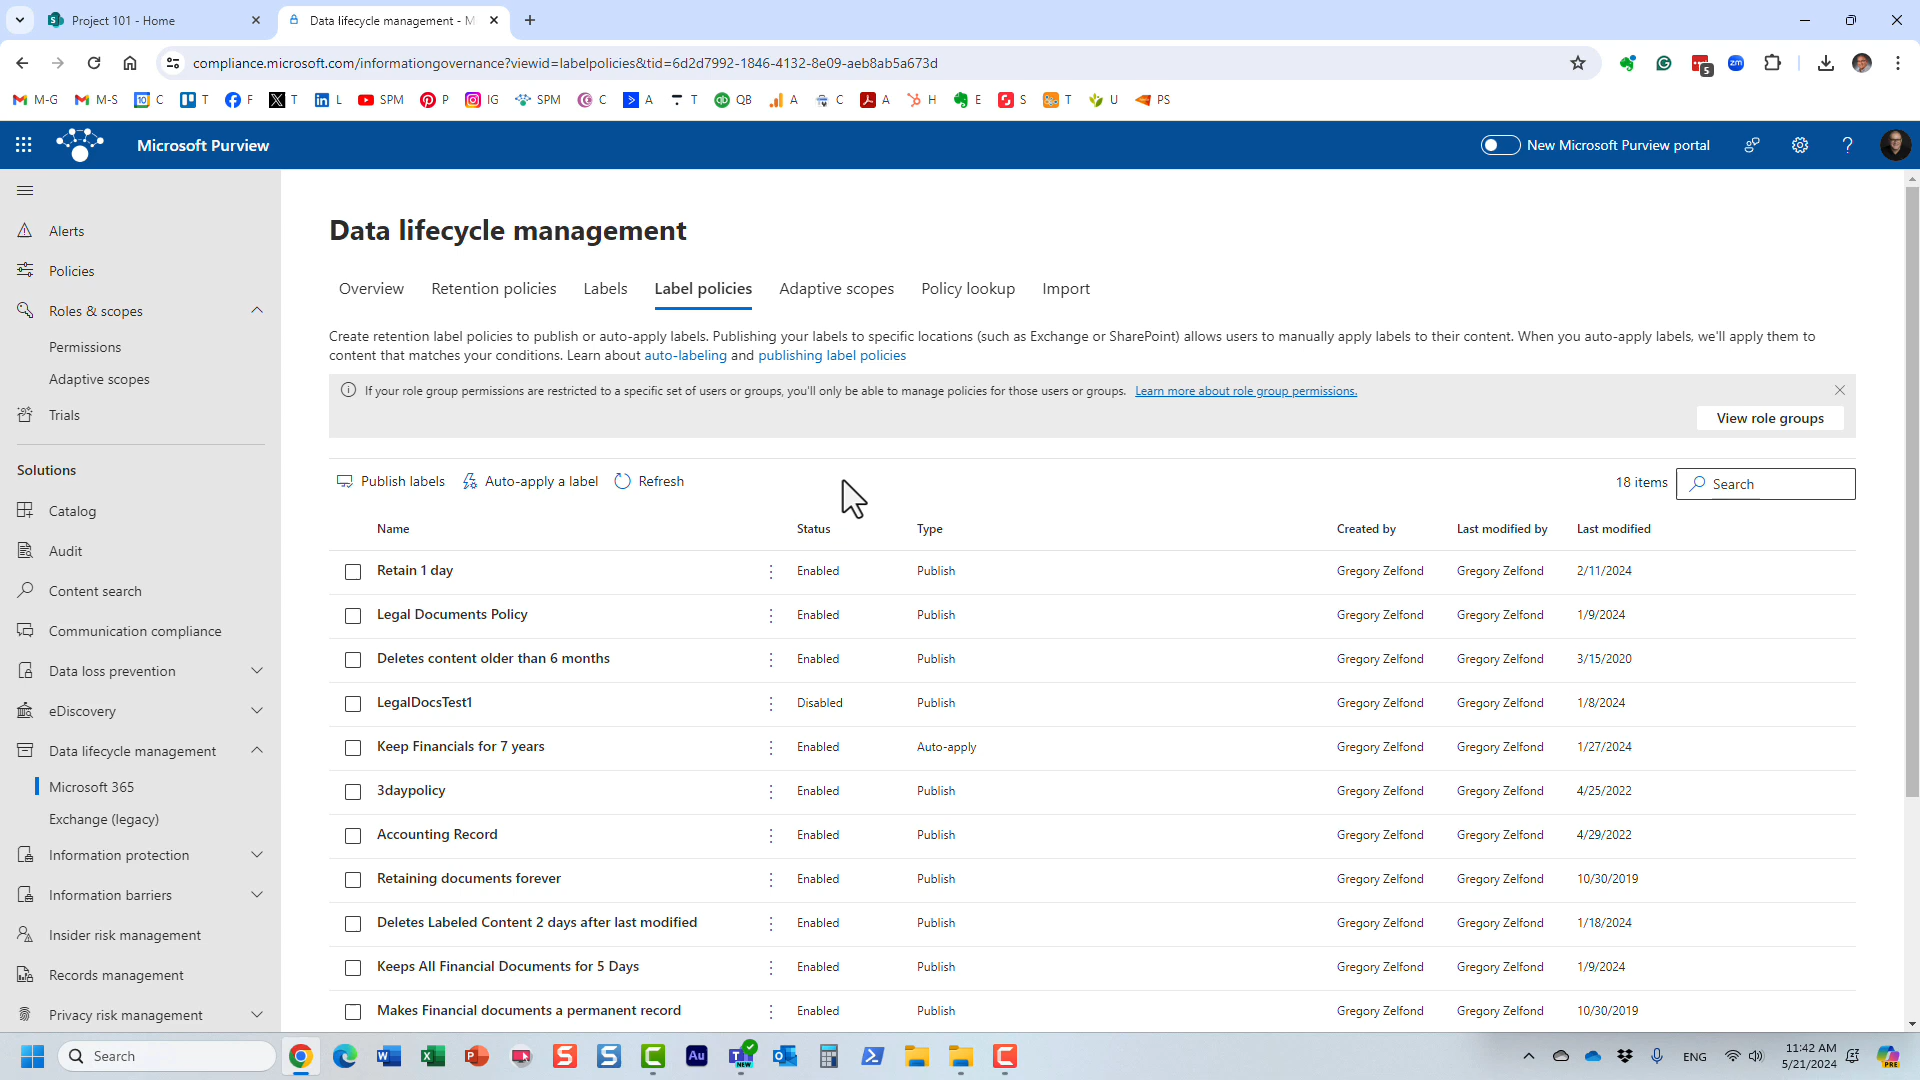 Project 101 - Home
Data lifecycle management - M
compliance.microsoft.com/informationgovernance?viewid=labelpolicies&tid=6d2d7992-1846-4132-8e09-aeb8ab5a673d
5
zm
M-G
M-S
10
C
T
F
T
L
SPM
P
IG
SPM
C
A
T
QB
A
C
A
H
E
S
T
U
PS
Microsoft Purview
New Microsoft Purview portal
Alerts
Policies
Roles & scopes
Permissions
Adaptive scopes
Trials
Solutions
Catalog
Audit
Content search
Communication compliance
Data loss prevention
eDiscovery
Data lifecycle management
Microsoft 365
Exchange (legacy)
Information protection
Information barriers
Insider risk management
Records management
Privacy risk management
Data lifecycle management
Overview Retention policies Labels Label policies Adaptive scopes Policy lookup Import
Create retention label policies to publish or auto-apply labels. Publishing your labels to specific locations (such as Exchange or SharePoint) allows users to manually apply labels to their content. When you auto-apply labels, we'll apply them to
content that matches your conditions. Learn about auto-labeling and publishing label policies
If your role group permissions are restricted to a specific set of users or groups, you'll only be able to manage policies for those users or groups. Learn more about role group permissions.
View role groups
Publish labels Auto-apply a label Refresh 18 items Search
Name Status Type Created by Last modified by Last modified
Retain 1 day Enabled Publish Gregory Zelfond Gregory Zelfond 2/11/2024
Legal Documents Policy Enabled Publish Gregory Zelfond Gregory Zelfond 1/9/2024
Deletes content older than 6 months Enabled Publish Gregory Zelfond Gregory Zelfond 3/15/2020
LegalDocsTest1 Disabled Publish Gregory Zelfond Gregory Zelfond 1/8/2024
Keep Financials for 7 years Enabled Auto-apply Gregory Zelfond Gregory Zelfond 1/27/2024
3daypolicy Enabled Publish Gregory Zelfond Gregory Zelfond 4/25/2022
Accounting Record Enabled Publish Gregory Zelfond Gregory Zelfond 4/29/2022
Retaining documents forever Enabled Publish Gregory Zelfond Gregory Zelfond 10/30/2019
Deletes Labeled Content 2 days after last modified Enabled Publish Gregory Zelfond Gregory Zelfond 1/18/2024
Keeps All Financial Documents for 5 Days Enabled Publish Gregory Zelfond Gregory Zelfond 1/9/2024
Makes Financial documents a permanent record Enabled Publish Gregory Zelfond Gregory Zelfond 10/30/2019
Search
Au
NEW
ENG
11:42 AM
5/21/2024
PRE